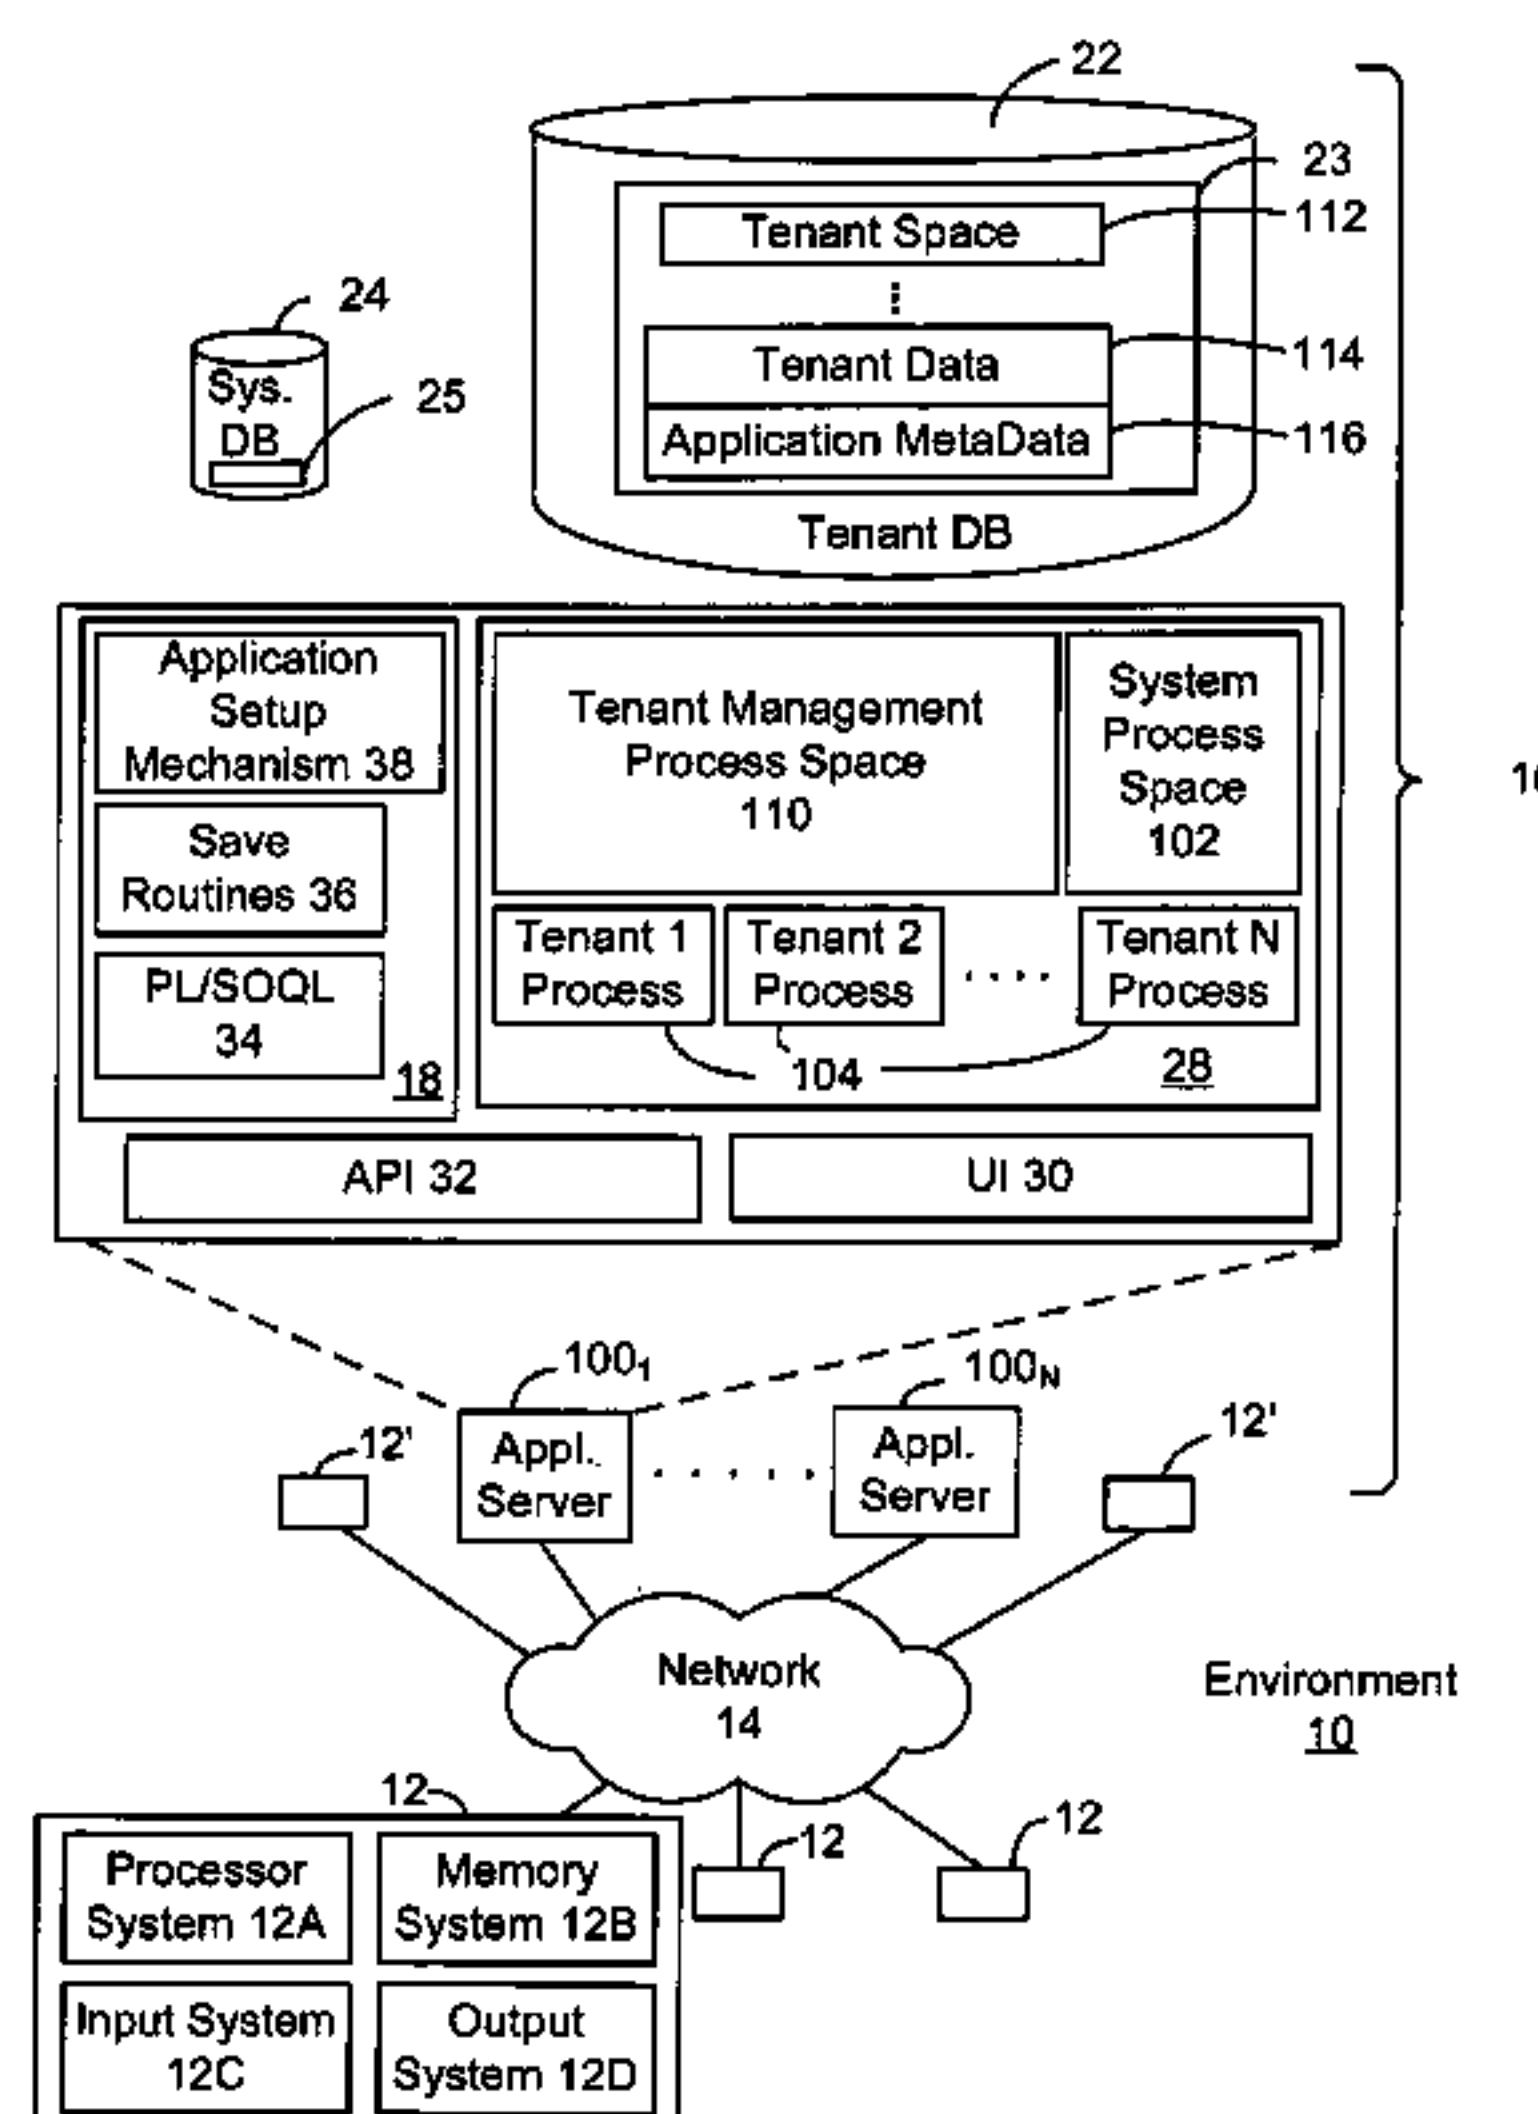 22
23
Tenant Space
112
24
Tenant Data
114
Sys.
DB
25
Application MetaData
116
Tenant DB
Application
Setup
Mechanism 38
Tenant Management
Process Space
110
System
Process
Space
102
Save
Routines 36
PL/SOQL
34
18
Tenant 1
Process
Tenant 2
Process
....
Tenant N
Process
104
28
API 32
UI 30
100₁
100N
12'
Appl.
Server
......
Appl.
Server
12'
Network
14
Environment
10
12
12
12
Processor
System 12A
Memory
System 12B
Input System
12C
Output
System 12D